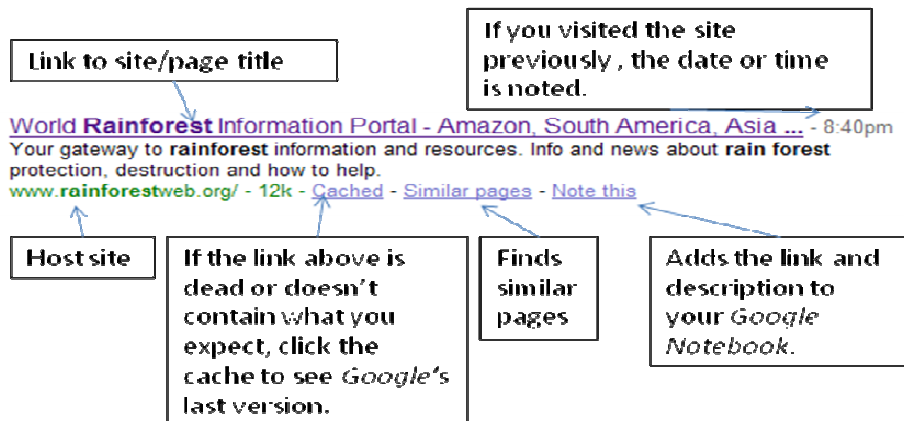 Link to site/page title
If you visited the site
previously , the date or time
is noted.
World Rainforest Information Portal - Amazon, South America, Asia ... - 8:40pm
Your gateway to rainforest information and resources. Info and news about rain forest
protection, destruction and how to help.
www.rainforestweb.org/ - 12k - Cached - Similar pages - Note this
Host site
If the link above is
dead or doesn't
contain what you
expect, click the
cache to see Google's
last version.
Finds
similar
pages
Adds the link and
description to
your Google
Notebook.